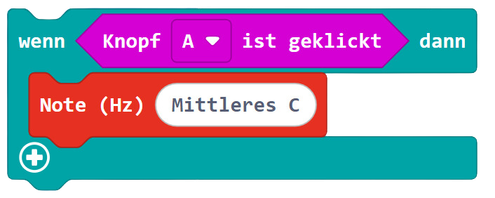 wenn Knopf A ist geklickt dann
Note (Hz) Mittleres C